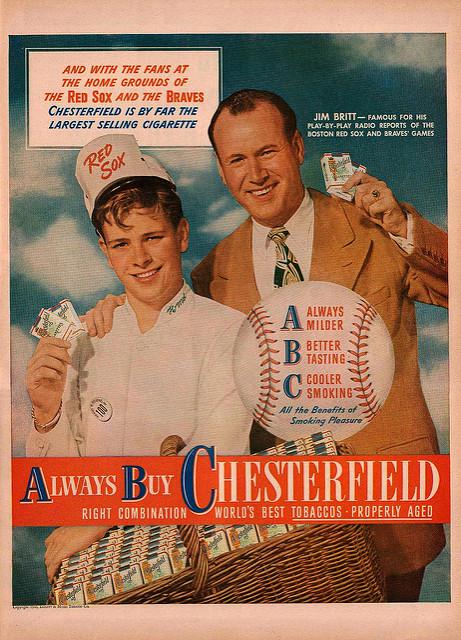 AND WITH THE FANS AT
THE HOME GROUNDS OF
THE RED SOX AND THE BRAVES
CHESTERFIELD IS BY FAR THE
LARGEST SELLING CIGARETTE
JIM BRITT — FAMOUS FOR HIS
PLAY-BY-PLAY RADIO REPORTS OF THE
BOSTON RED SOX AND BRAVES' GAMES
RED
SOX
A ALWAYS
MILDER
B BETTER
TASTING
C COOLER
SMOKING
All the Benefits of
Smoking Pleasure
100
ALWAYS BUY CHESTERFIELD
RIGHT COMBINATION WORLD'S BEST TOBACCOS · PROPERLY AGED